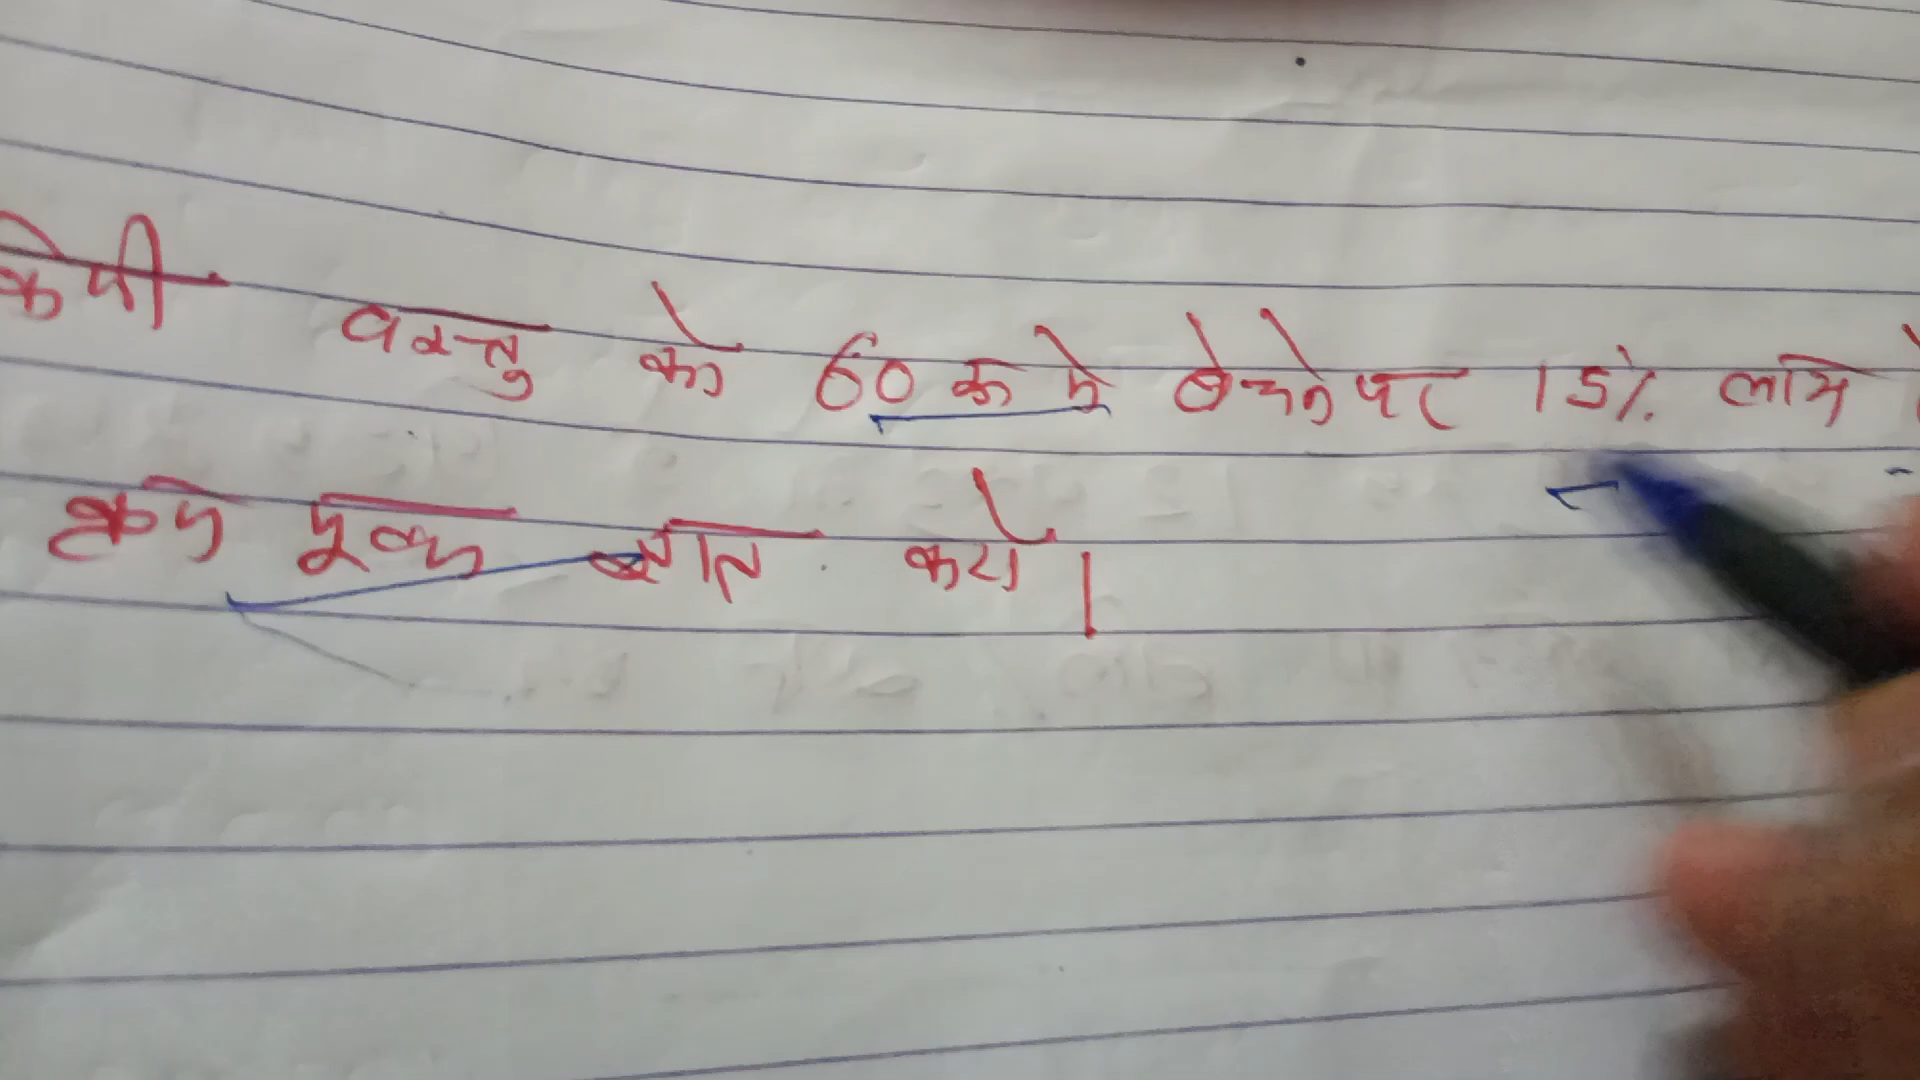 किसी वस्तु को 60 रू मे बेचने पर 15% लाभ
क्रय मूल्य ज्ञात करो।